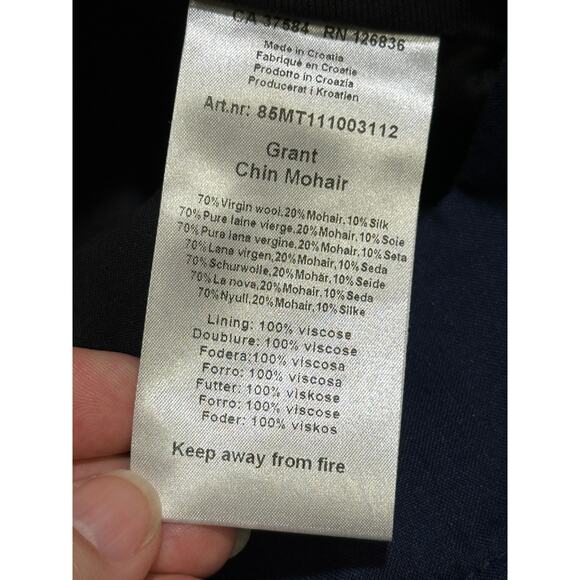 CA 37584 RN 126836
Made in Croatia
Fabriqué en Croatie
Prodotto in Croazia
Producerat i Kroatien
Art.nr: 85MT111003112
Grant
Chin Mohair
70%Virgin wool,20%Mohair,10%Silk
70%Pure laine vierge,20%Mohair,10%Soie
70%Pura lana vergine,20%Mohair,10%Seta
70%Lana virgen,20%Mohair,10%Seda
70%Schurwolle,20%Mohär,10%Seide
70%La nova,20%Mohair,10%Seda
70%Nyull,20%Mohair,10%Silke
Lining: 100% viscose
Doublure: 100% viscose
Fodera:100% viscosa
Forro: 100% viscosa
Futter: 100% viskose
Forro: 100% viscose
Foder: 100% viskos
Keep away from fire